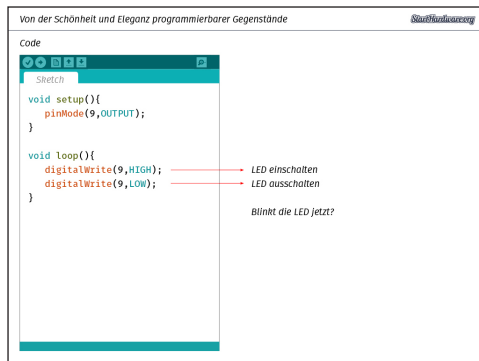 Von der Schönheit und Eleganz programmierbarer Gegenstände
StartHardware.org
Code
Sketch
void setup(){
pinMode(9,OUTPUT);
}
void loop(){
digitalWrite(9,HIGH);
LED einschalten
digitalWrite(9,LOW);
LED ausschalten
}
Blinkt die LED jetzt?